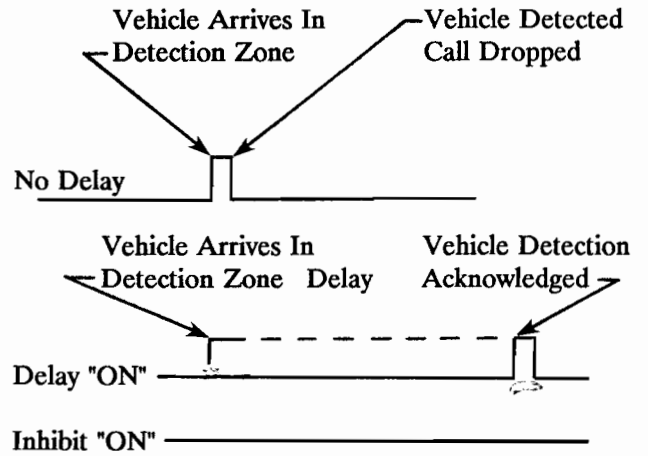 Vehicle Arrives In
Detection Zone
Vehicle Detected
Call Dropped
No Delay
Vehicle Arrives In
Detection Zone Delay
Vehicle Detection
Acknowledged
Delay "ON"
Inhibit "ON"